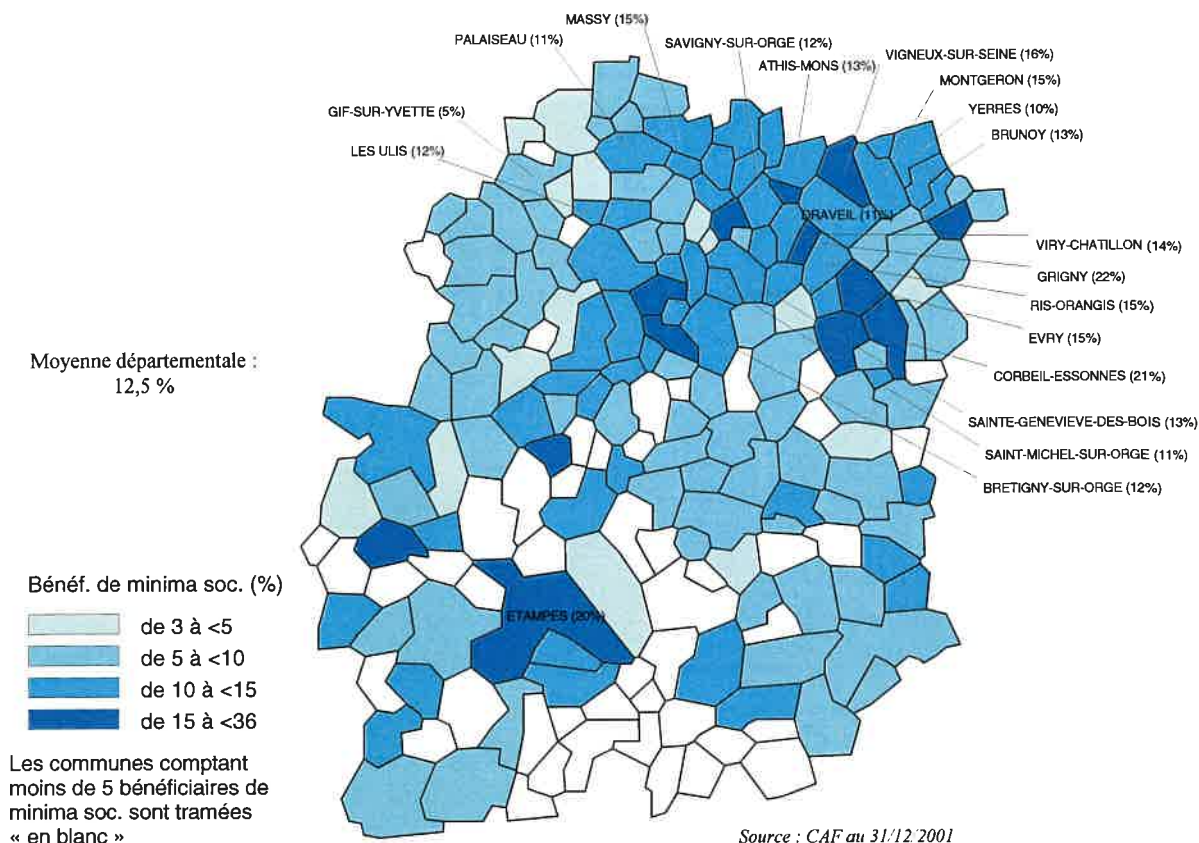 MASSY (15%)
PALAISEAU (11%)
SAVIGNY-SUR-ORGE (12%)
VIGNEUX-SUR-SEINE (16%)
ATHIS-MONS (13%)
MONTGERON (15%)
GIF-SUR-YVETTE (5%)
YERRES (10%)
BRUNOY (13%)
LES ULIS (12%)
DRAVEIL (11%)
VIRY-CHATILLON (14%)
GRIGNY (22%)
RIS-ORANGIS (15%)
EVRY (15%)
Moyenne départementale :
12,5 %
CORBEIL-ESSONNES (21%)
SAINTE-GENEVIEVE-DES-BOIS (13%)
SAINT-MICHEL-SUR-ORGE (11%)
BRETIGNY-SUR-ORGE (12%)
Bénéf. de minima soc. (%)
ETAMPES (20%)
de 3 à <5
de 5 à <10
de 10 à <15
de 15 à <36
Les communes comptant
moins de 5 bénéficiaires de
minima soc. sont tramées
« en blanc »
Source : CAF au 31/12/2001